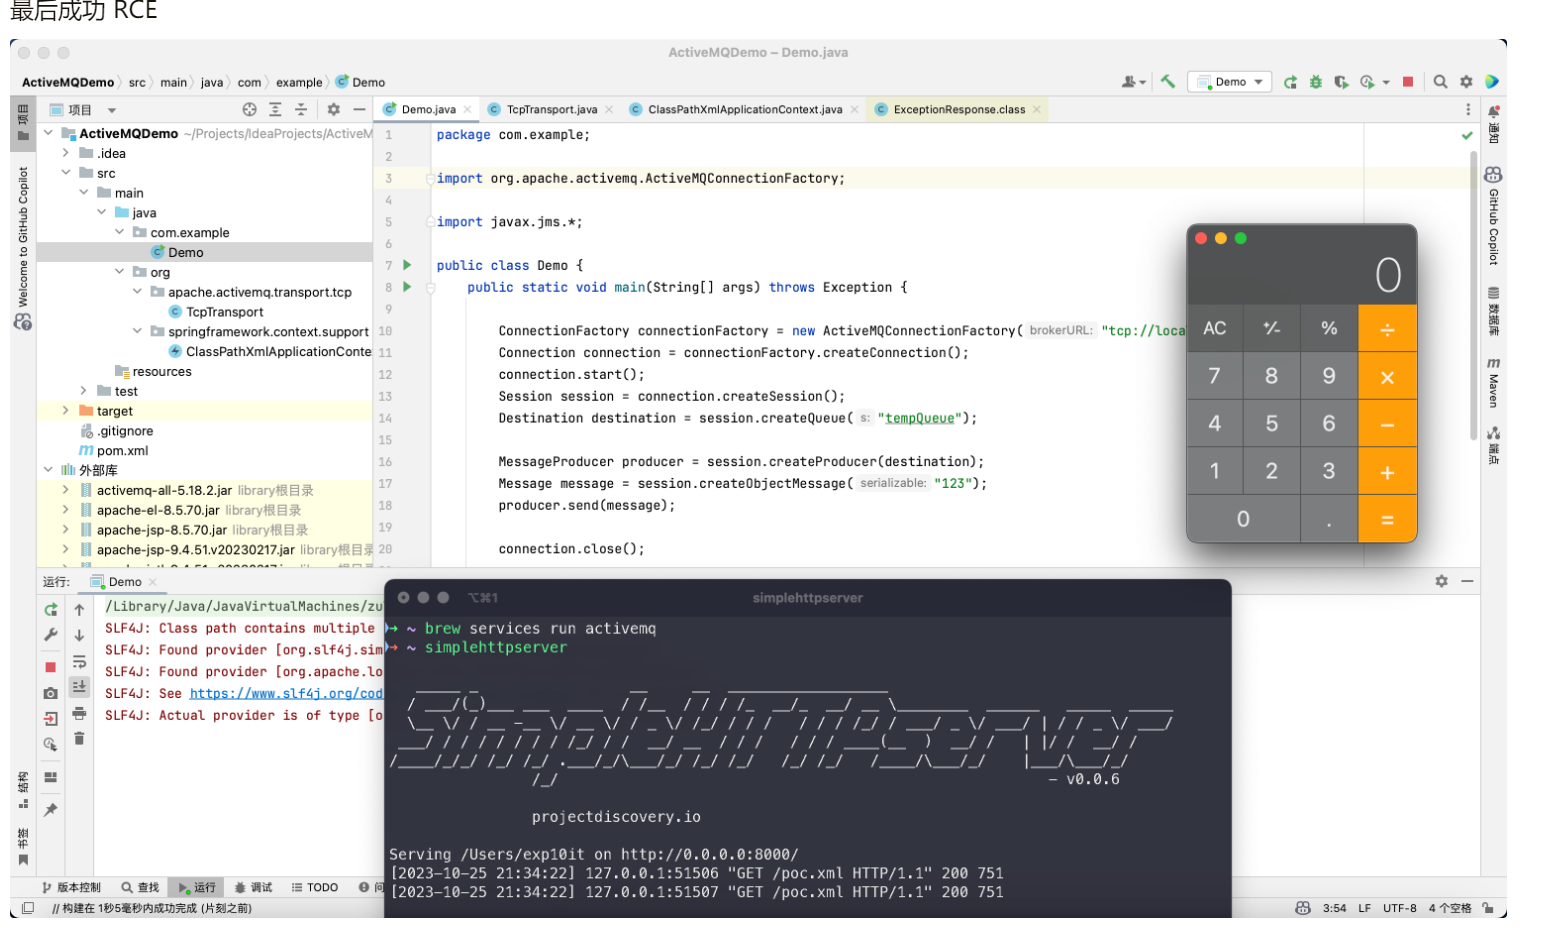 最后成功 RCE
ActiveMQDemo – Demo.java
ActiveMQDemo 〉 src 〉 main 〉 java 〉 com 〉 example 〉 Demo
Demo
项目
Demo.java
TcpTransport.java
ClassPathXmlApplicationContext.java
ExceptionResponse.class
项目
Welcome to GitHub Copilot
结构
书签
ActiveMQDemo ~/Projects/IdeaProjects/ActiveM
.idea
src
main
java
com.example
Demo
org
apache.activemq.transport.tcp
TcpTransport
springframework.context.support
ClassPathXmlApplicationConte
resources
test
target
.gitignore
pom.xml
外部库
activemq-all-5.18.2.jar library根目录
apache-el-8.5.70.jar library根目录
apache-jsp-8.5.70.jar library根目录
apache-jsp-9.4.51.v20230217.jar library根目录
1 package com.example;
2
3 import org.apache.activemq.ActiveMQConnectionFactory;
4
5 import javax.jms.*;
6
7 public class Demo {
8 public static void main(String[] args) throws Exception {
9
10 ConnectionFactory connectionFactory = new ActiveMQConnectionFactory( brokerURL: "tcp://loca
11 Connection connection = connectionFactory.createConnection();
12 connection.start();
13 Session session = connection.createSession();
14 Destination destination = session.createQueue( s: "tempQueue");
15
16 MessageProducer producer = session.createProducer(destination);
17 Message message = session.createObjectMessage( serializable: "123");
18 producer.send(message);
19
20 connection.close();
0
AC +⁄- % ÷
7 8 9 ×
4 5 6 −
1 2 3 +
0 . =
通知
GitHub Copilot
数据库
m Maven
端点
运行: Demo
/Library/Java/JavaVirtualMachines/zu
SLF4J: Class path contains multiple
SLF4J: Found provider [org.slf4j.sim
SLF4J: Found provider [org.apache.lo
SLF4J: See https://www.slf4j.org/cod
SLF4J: Actual provider is of type [o
⌥⌘1 simplehttpserver
→ ~ brew services run activemq
→ ~ simplehttpserver
SimpleHTTPserver
– v0.0.6
projectdiscovery.io
Serving /Users/exp10it on http://0.0.0.0:8000/
[2023-10-25 21:34:22] 127.0.0.1:51506 "GET /poc.xml HTTP/1.1" 200 751
[2023-10-25 21:34:22] 127.0.0.1:51507 "GET /poc.xml HTTP/1.1" 200 751
版本控制 查找 运行 调试 TODO 问
// 构建在 1秒5毫秒内成功完成 (片刻之前)
3:54 LF UTF-8 4 个空格